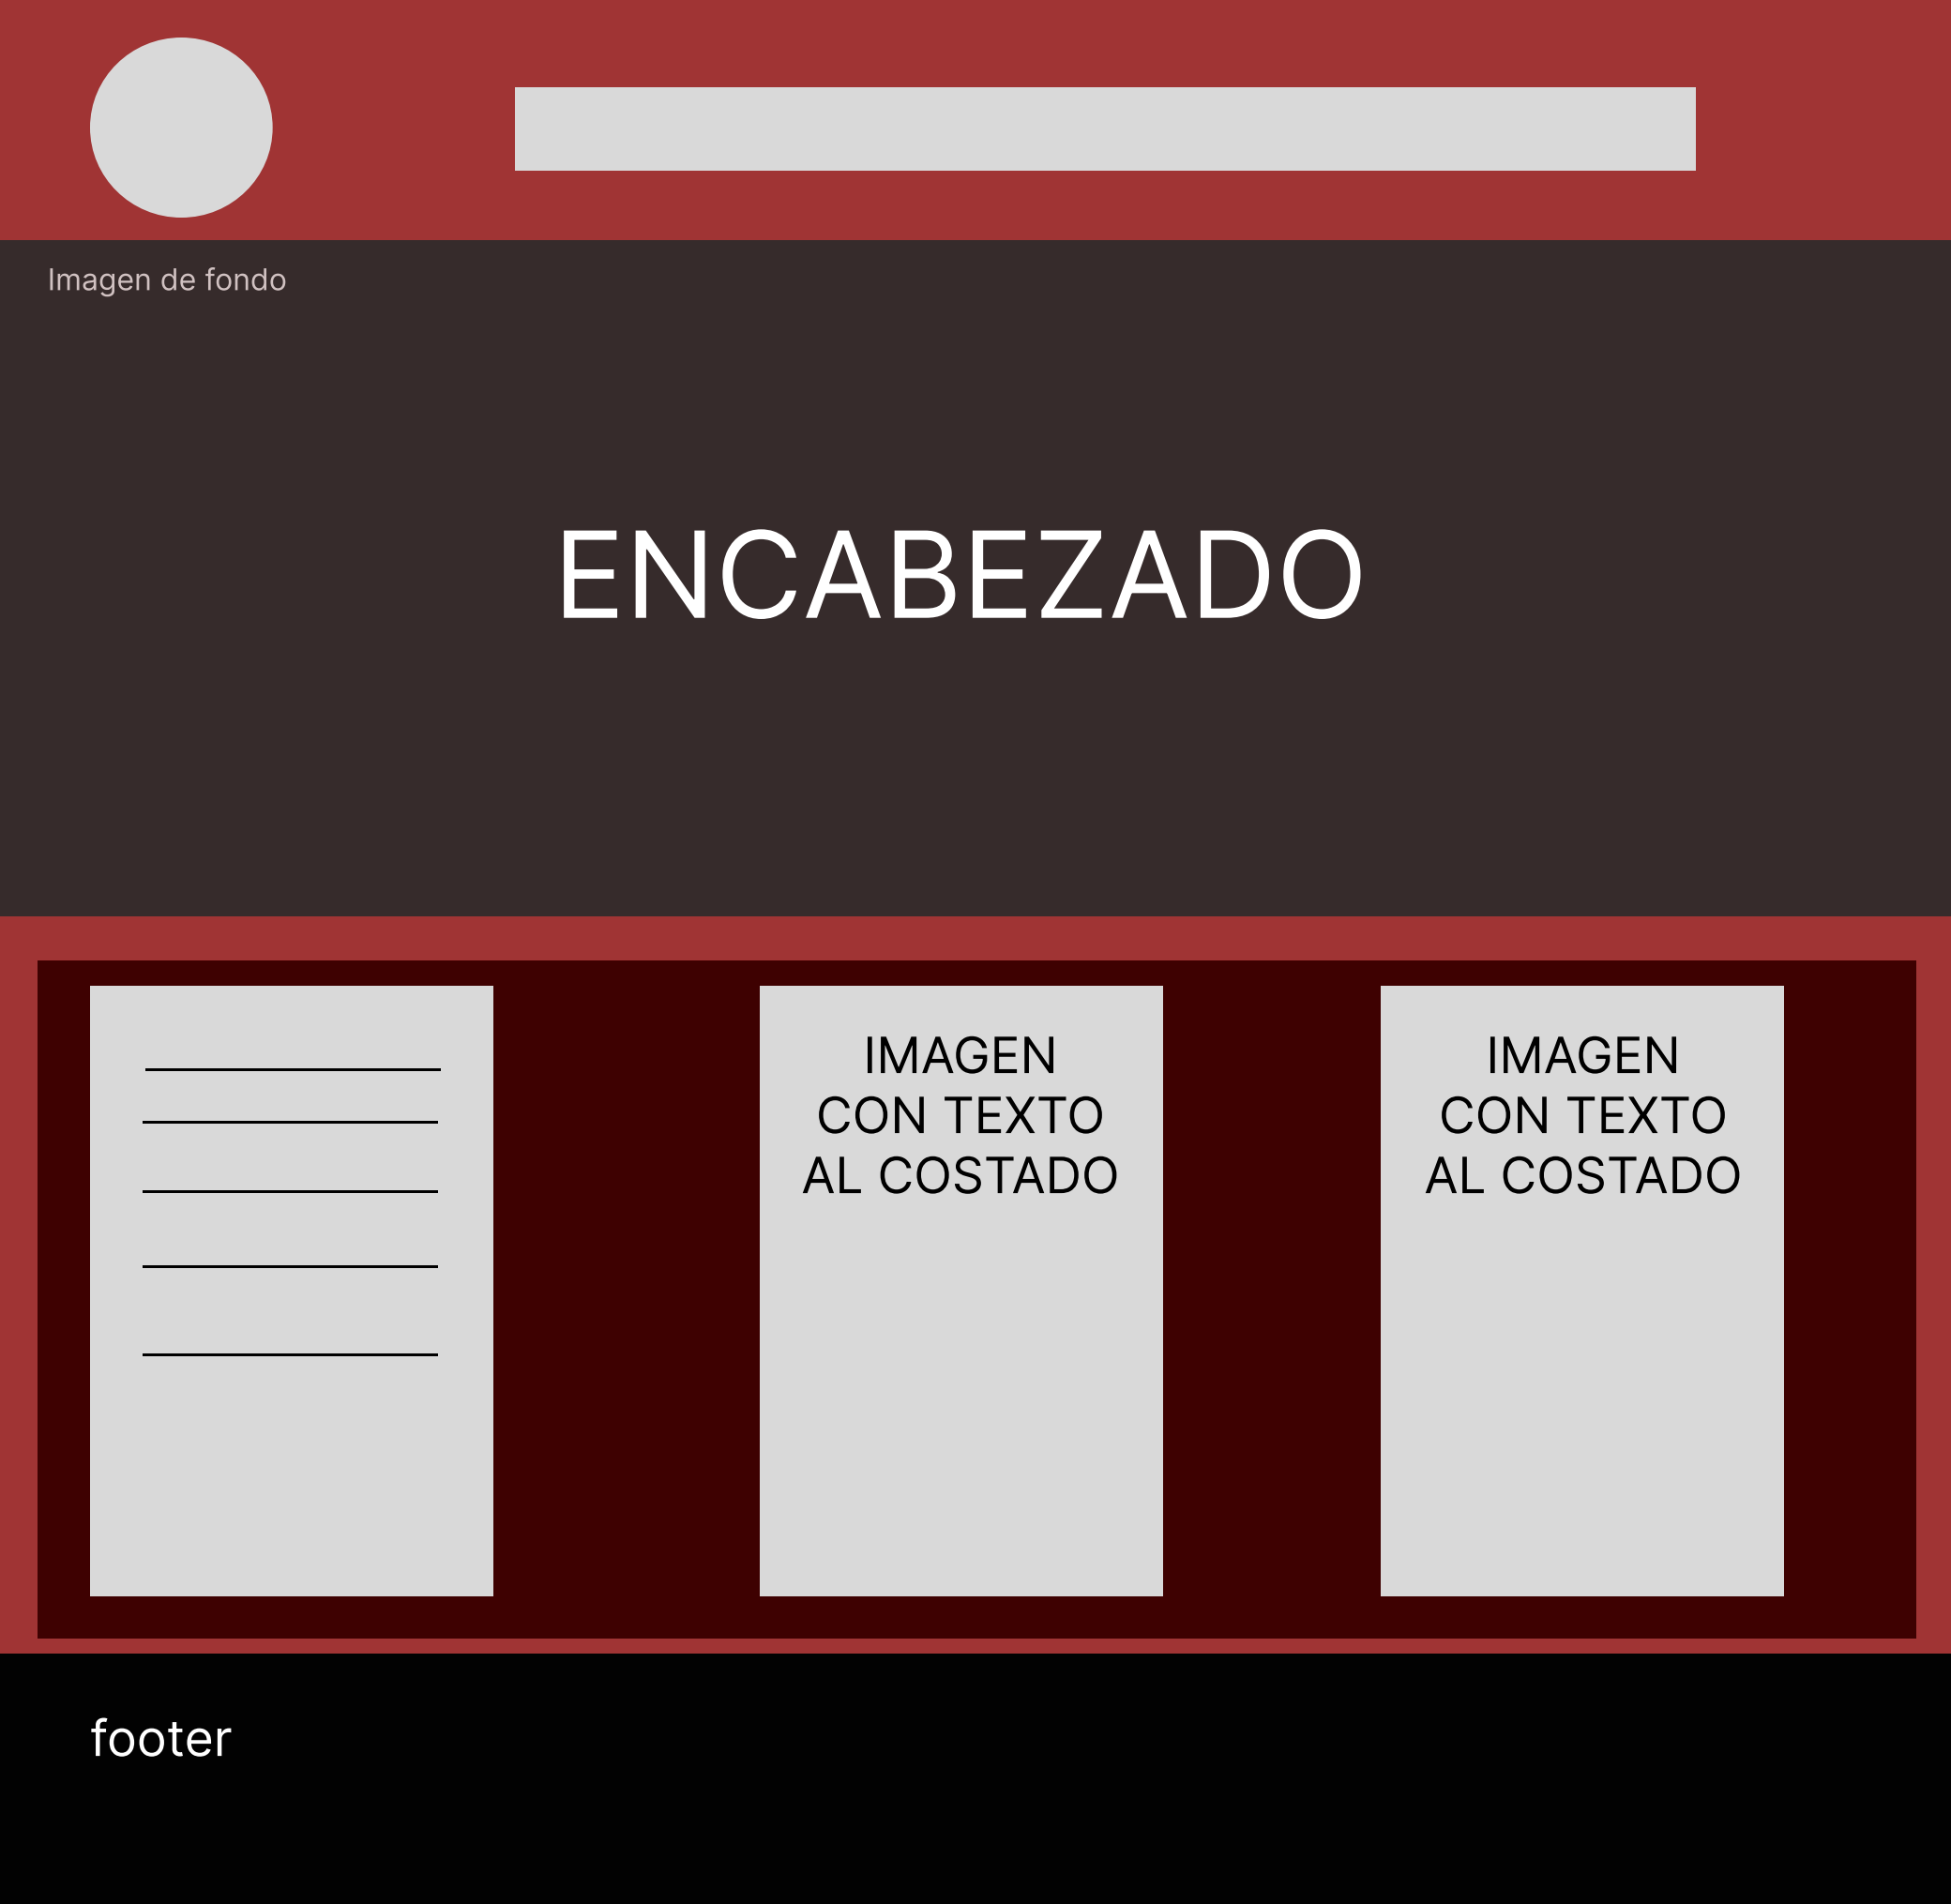 Imagen de fondo
ENCABEZADO
IMAGEN
CON TEXTO
AL COSTADO
IMAGEN
CON TEXTO
AL COSTADO
footer